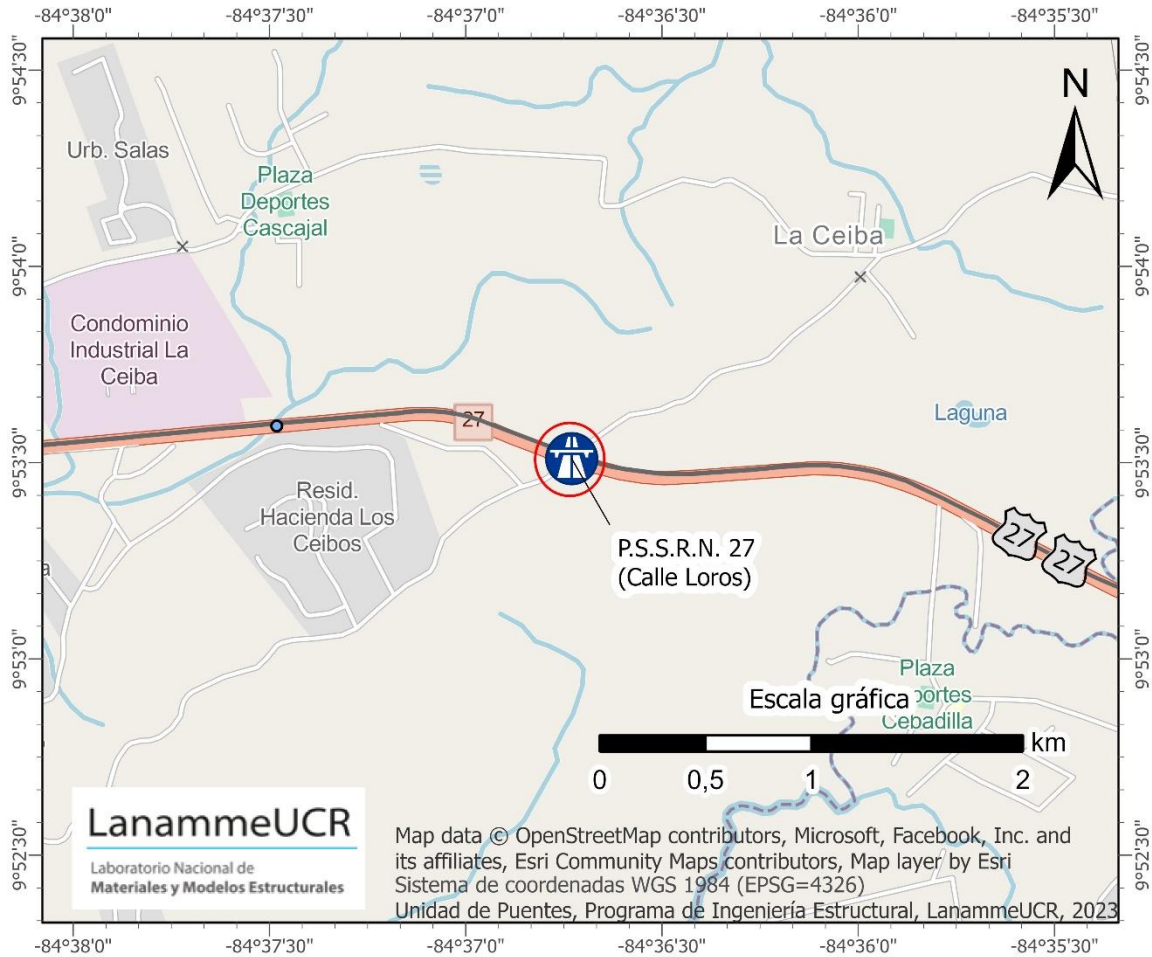 -84°38'0"
-84°37'30"
-84°37'0"
-84°36'30"
-84°36'0"
-84°35'30"
9°54'30"
9°54'30"
N
Urb. Salas
Plaza
Deportes
Cascajal
La Ceiba
9°54'0"
9°54'0"
Condominio
Industrial La
Ceiba
27
Laguna
9°53'30"
9°53'30"
Resid.
Hacienda Los
Ceibos
27
27
P.S.S.R.N. 27
(Calle Loros)
a
9°53'0"
9°53'0"
Plaza
Cebadilla
Escala gráfica
km
0
0,5
1
2
LanammeUCR
Laboratorio Nacional de
Materiales y Modelos Estructurales
Map data © OpenStreetMap contributors, Microsoft, Facebook, Inc. and
its affiliates, Esri Community Maps contributors, Map layer by Esri
Sistema de coordenadas WGS 1984 (EPSG=4326)
Unidad de Puentes, Programa de Ingeniería Estructural, LanammeUCR, 2023
9°52'30"
9°52'30"
-84°38'0"
-84°37'30"
-84°37'0"
-84°36'30"
-84°36'0"
-84°35'30"